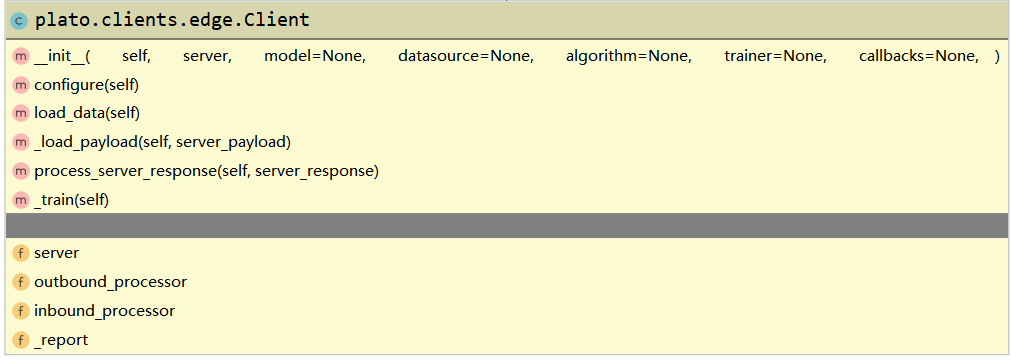 c plato.clients.edge.Client
m __init__( self, server, model=None, datasource=None, algorithm=None, trainer=None, callbacks=None, )
m configure(self)
m load_data(self)
m _load_payload(self, server_payload)
m process_server_response(self, server_response)
m _train(self)
f server
f outbound_processor
f inbound_processor
f _report